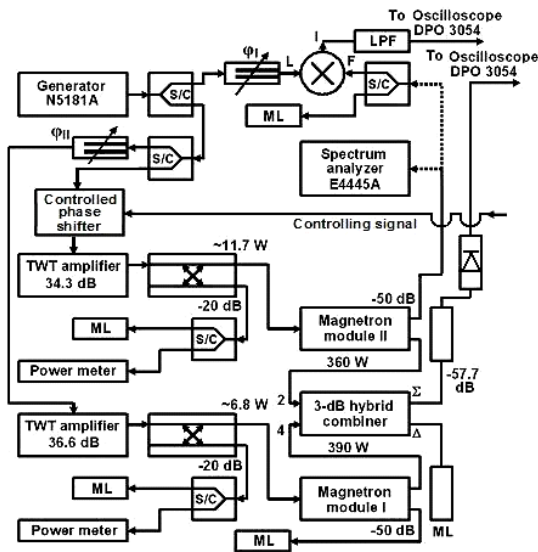 To Oscilloscope
DPO 3054
To Oscilloscope
DPO 3054
φI
I
LPF
L
F
Generator
N5181A
S/C
S/C
ML
φII
S/C
Spectrum
analyzer
E4445A
Controlled
phase
shifter
Controlling signal
~11.7 W
TWT amplifier
34.3 dB
-20 dB
-50 dB
ML
S/C
Magnetron
module II
Power meter
360 W
-57.7
dB
2
3-dB hybrid
combiner
Σ
~6.8 W
4
Δ
TWT amplifier
36.6 dB
390 W
-20 dB
ML
S/C
Magnetron
module I
ML
Power meter
-50 dB
ML